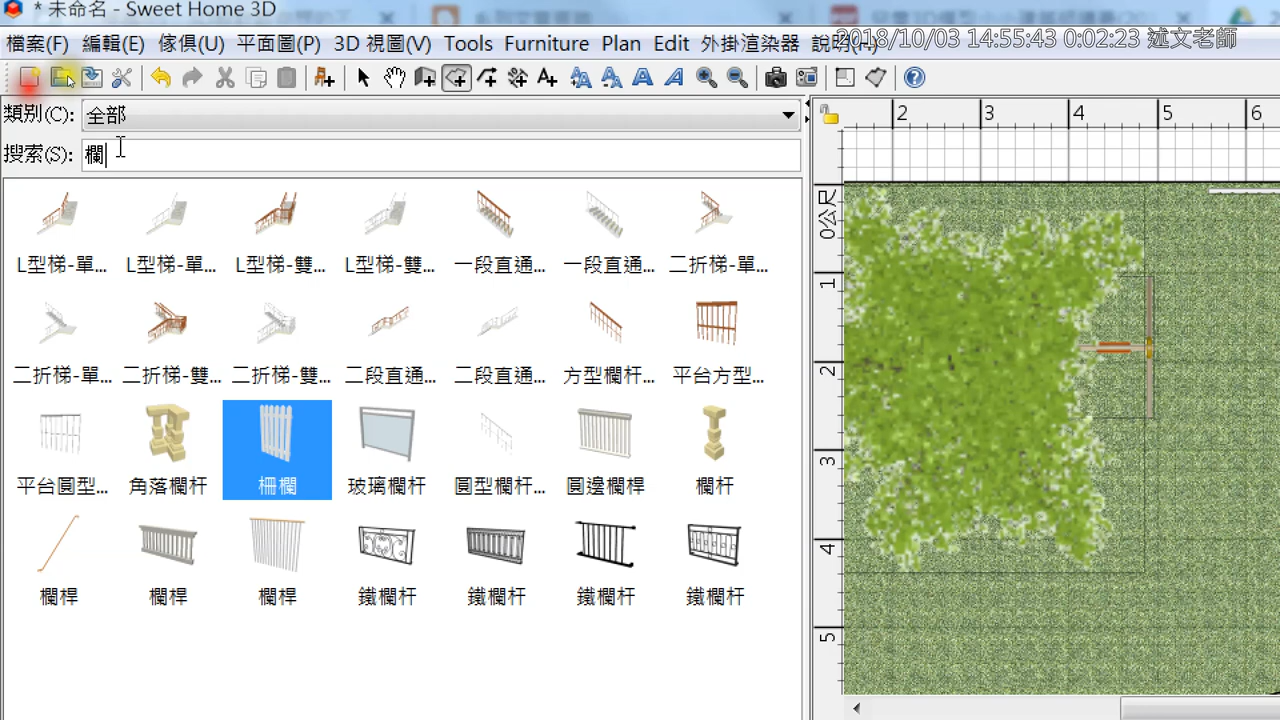 * 未命名 - Sweet Home 3D
檔案(F) 編輯(E) 傢俱(U) 平面圖(P) 3D 視圖(V) Tools Furniture Plan Edit 外掛渲染器
2018/10/03 14:55:43 0:02:23 述文老師
類別(C): 全部
搜索(S): 欄
L型梯-單... L型梯-單... L型梯-雙... L型梯-雙... 一段直通... 一段直通... 二折梯-單...
二折梯-單... 二折梯-雙... 二折梯-雙... 二段直通... 二段直通... 方型欄杆... 平台方型...
平台圓型... 角落欄杆 柵欄 玻璃欄杆 圓型欄杆... 圓邊欄桿 欄杆
欄桿 欄桿 欄桿 鐵欄杆 鐵欄杆 鐵欄杆 鐵欄杆
2 3 4 5 6
0公尺
1
2
3
4
5